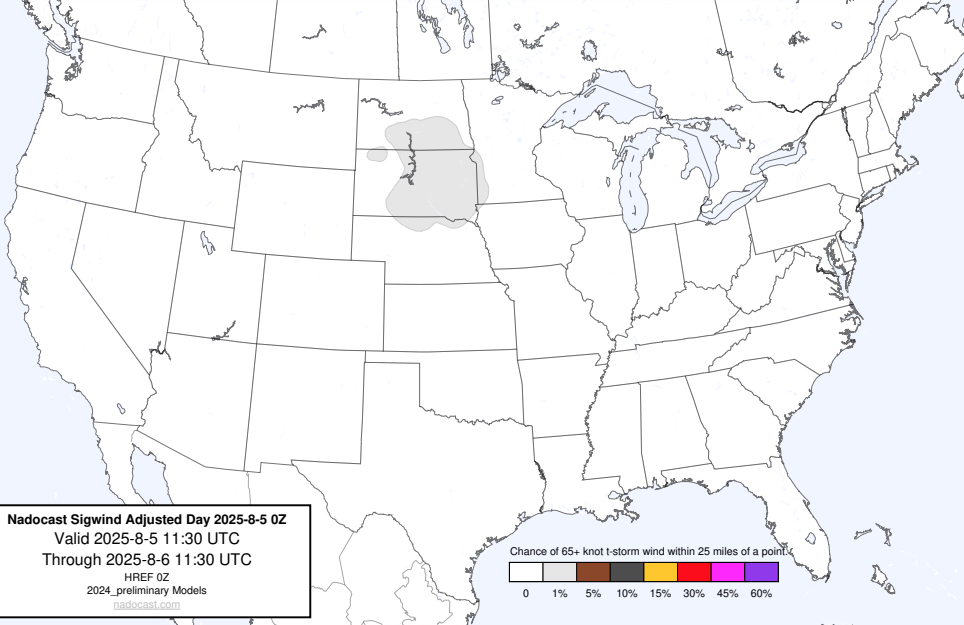 Nadocast Sigwind Adjusted Day 2025-8-5 0Z
Valid 2025-8-5 11:30 UTC
Through 2025-8-6 11:30 UTC
HREF 0Z
2024_preliminary Models
nadocast.com
Chance of 65+ knot t-storm wind within 25 miles of a point.
0 1% 5% 10% 15% 30% 45% 60%